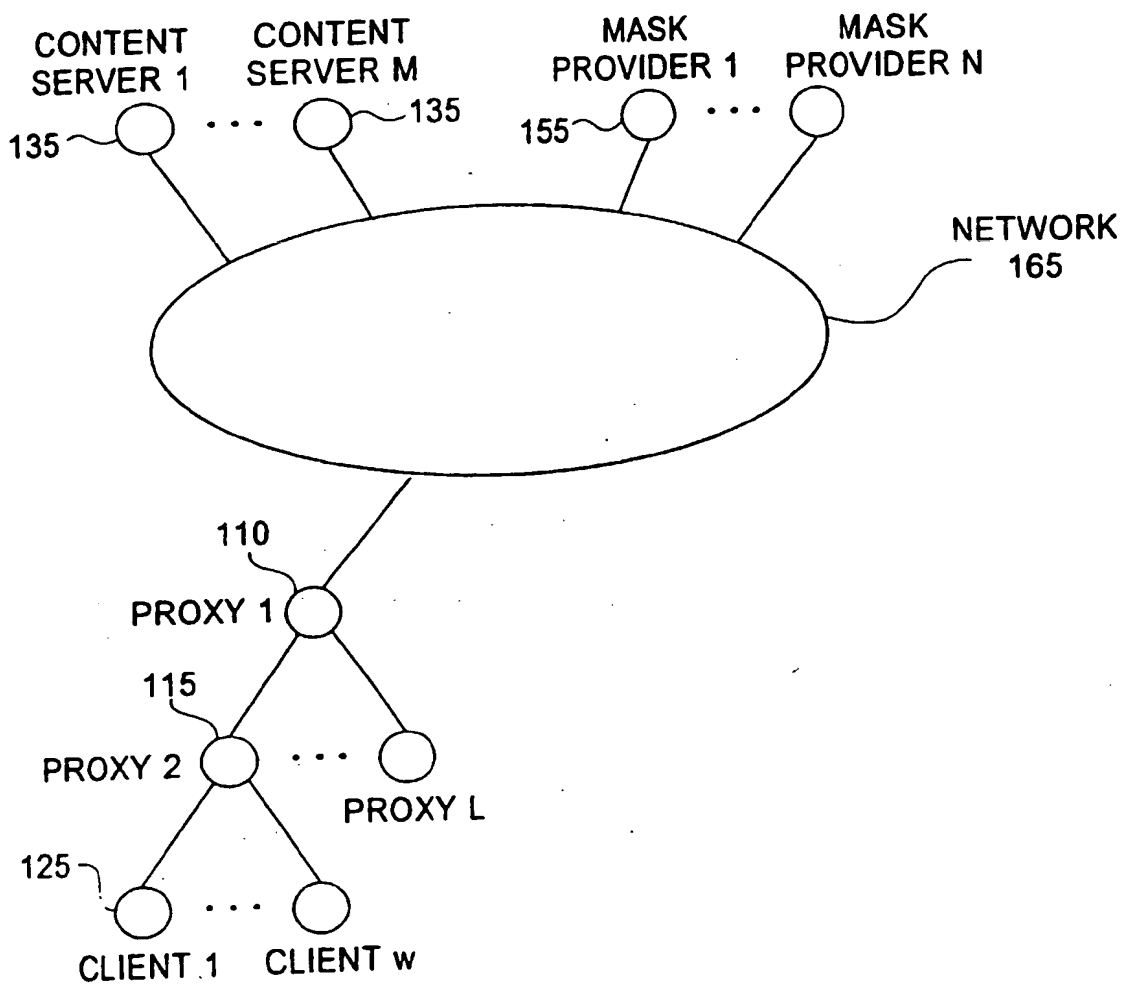 CONTENT
SERVER 1
CONTENT
SERVER M
MASK
PROVIDER 1
MASK
PROVIDER N
135
. . .
135
155
. . .
NETWORK
165
110
PROXY 1
115
PROXY 2
. . .
PROXY L
125
. . .
CLIENT 1
CLIENT w